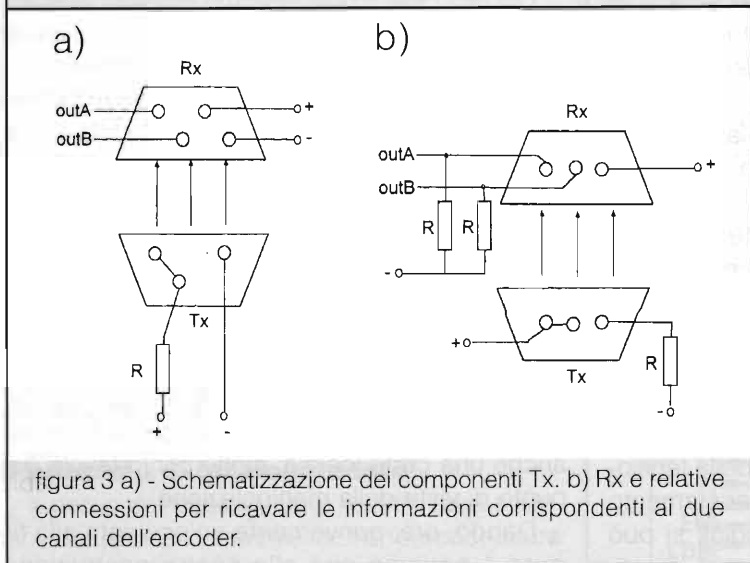 a)
Rx
outA
+
outB
-
Tx
R
+
-
b)
Rx
outA
+
outB
R
R
-
+
Tx
R
-
figura 3 a) - Schematizzazione dei componenti Tx. b) Rx e relative
connessioni per ricavare le informazioni corrispondenti ai due
canali dell'encoder.